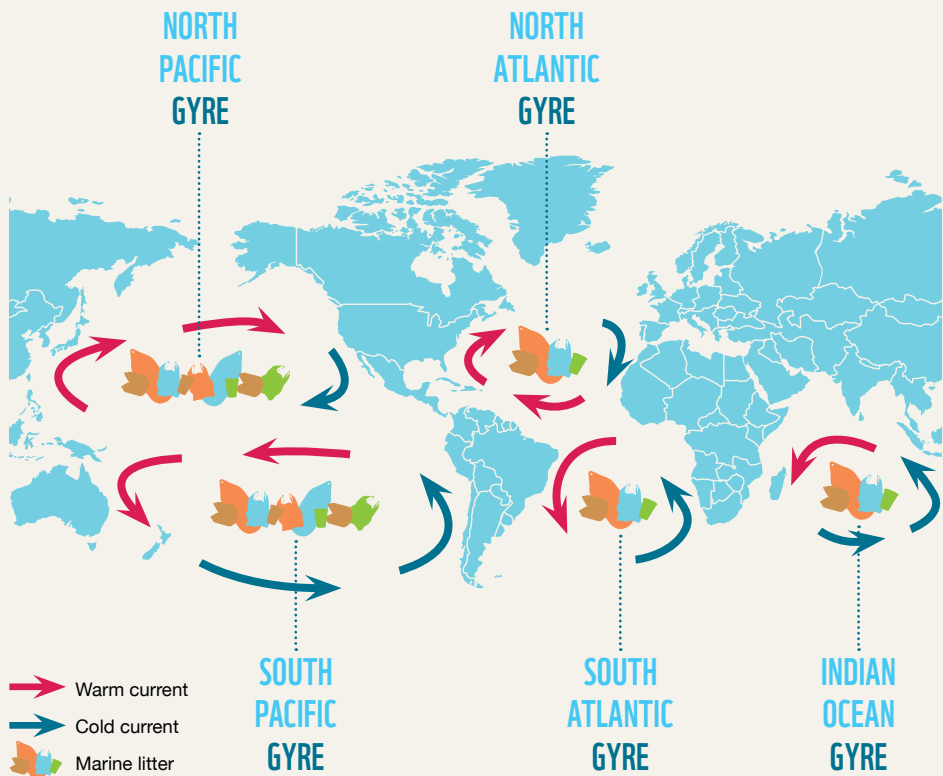 NORTH
PACIFIC
GYRE
NORTH
ATLANTIC
GYRE
SOUTH
PACIFIC
GYRE
SOUTH
ATLANTIC
GYRE
INDIAN
OCEAN
GYRE
Warm current
Cold current
Marine litter